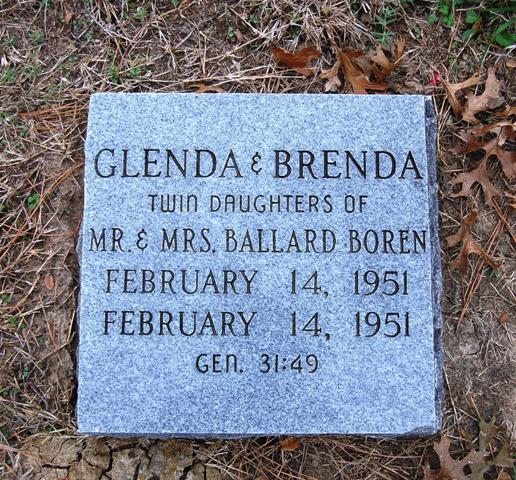 GLENDA & BRENDA
TWIN DAUGHTERS OF
MR. & MRS. BALLARD BOREN
FEBRUARY 14, 1951
FEBRUARY 14, 1951
GEN. 31:49